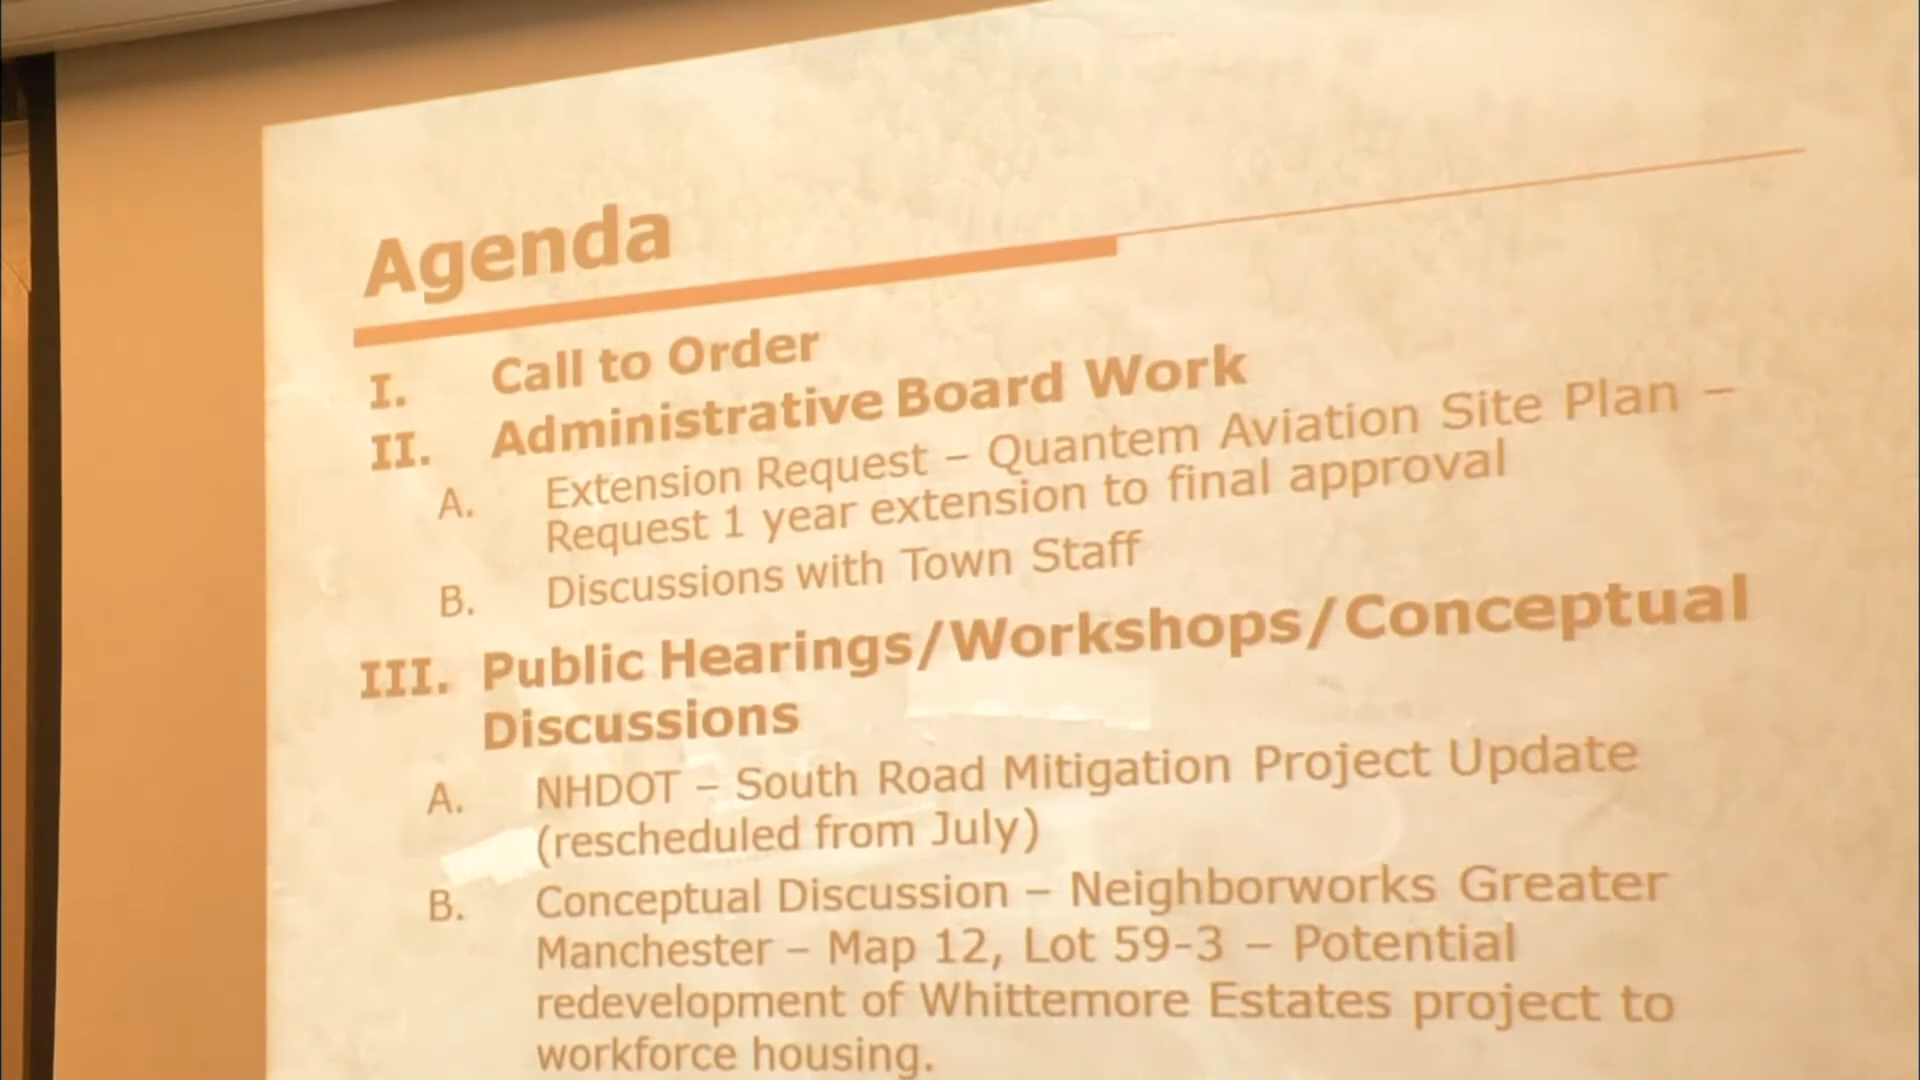 Agenda
I. Call to Order
II. Administrative Board Work
A. Extension Request – Quantem Aviation Site Plan –
Request 1 year extension to final approval
B. Discussions with Town Staff
III. Public Hearings/Workshops/Conceptual
Discussions
A. NHDOT – South Road Mitigation Project Update
(rescheduled from July)
B. Conceptual Discussion – Neighborworks Greater
Manchester – Map 12, Lot 59-3 – Potential
redevelopment of Whittemore Estates project to
workforce housing.